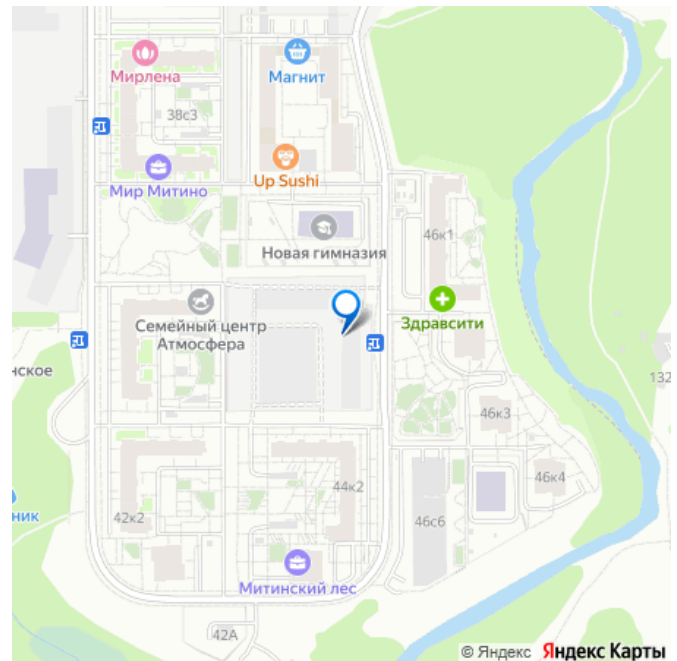 Мирлена
Магнит
38с3
Мир Митино
Up Sushi
46к1
Новая гимназия
Здравсити
Семейный центр
Атмосфера
нское
132
46к3
44к2
46к4
42к2
46с6
ник
Митинский лес
42А
© Яндекс Яндекс Карты